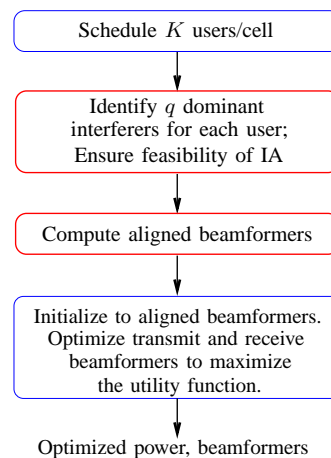 Schedule K users/cell
Identify q dominant
interferers for each user;
Ensure feasibility of IA
Compute aligned beamformers
Initialize to aligned beamformers.
Optimize transmit and receive
beamformers to maximize
the utility function.
Optimized power, beamformers